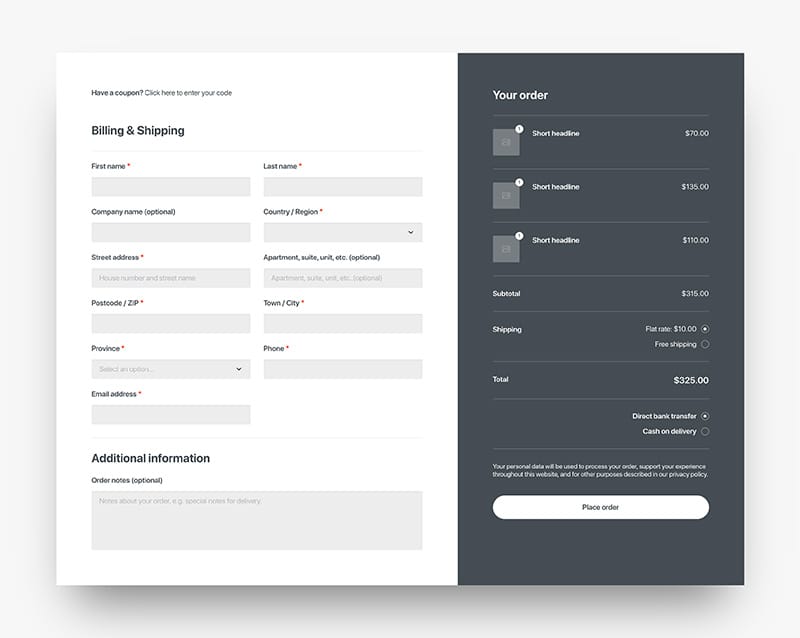 Have a coupon? Click here to enter your code
Billing & Shipping
First name *
Last name *
Company name (optional)
Country / Region *
Street address *
Apartment, suite, unit, etc. (optional)
House number and street name
Apartment, suite, unit, etc. (optional)
Postcode / ZIP *
Town / City *
Province *
Phone *
Select an option...
Email address *
Additional information
Order notes (optional)
Notes about your order, e.g. special notes for delivery.
Your order
1
Short headline $70.00
1
Short headline $135.00
1
Short headline $110.00
Subtotal $315.00
Shipping Flat rate: $10.00
Free shipping
Total $325.00
Direct bank transfer
Cash on delivery
Your personal data will be used to process your order, support your experience
throughout this website, and for other purposes described in our privacy policy.
Place order